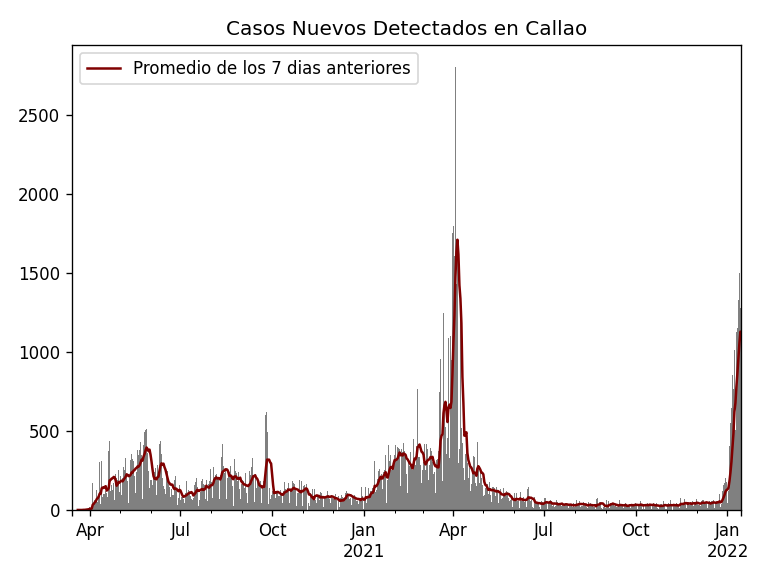 Casos Nuevos Detectados en Callao
Promedio de los 7 dias anteriores
2500
2000
1500
1000
500
0
Apr Jul Oct Jan Apr Jul Oct Jan
2021 2022